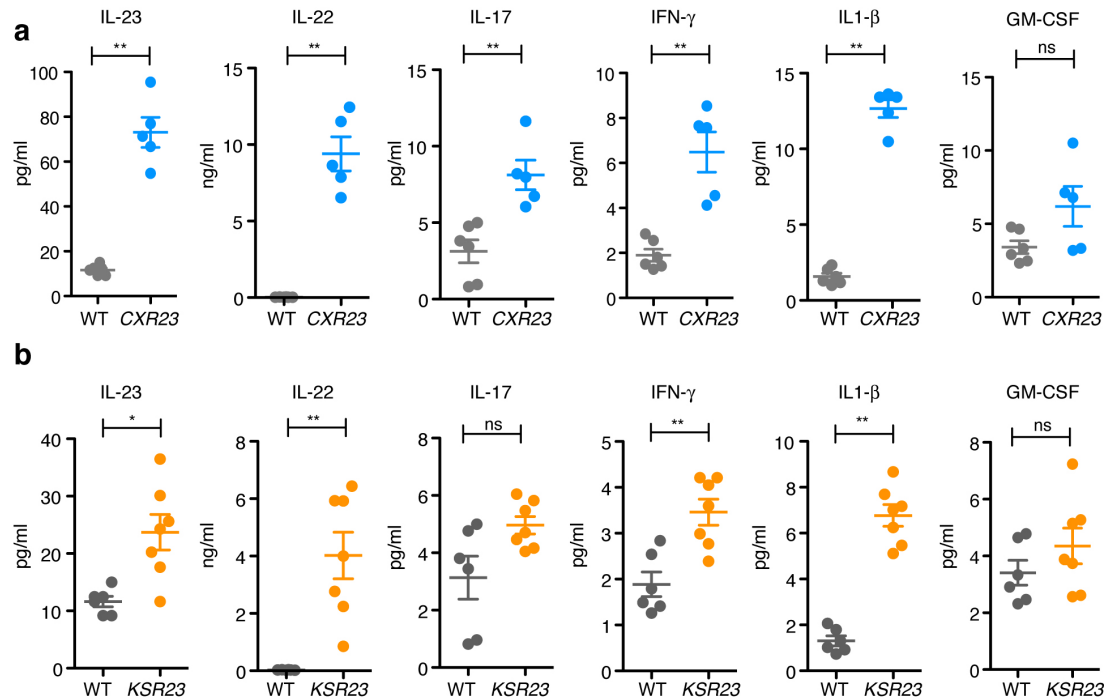 a
IL-23 IL-22 IL-17 IFN-γ IL1-β GM-CSF
** ** ** ** ** ns
pg/ml
100
80
60
40
20
0
WT CXR23
ng/ml
15
10
5
0
WT CXR23
pg/ml
15
10
5
0
WT CXR23
pg/ml
10
8
6
4
2
0
WT CXR23
pg/ml
15
10
5
0
WT CXR23
pg/ml
15
10
5
0
WT CXR23
b
IL-23 IL-22 IL-17 IFN-γ IL1-β GM-CSF
* ** ns ** ** ns
pg/ml
40
30
20
10
0
WT KSR23
ng/ml
8
6
4
2
0
WT KSR23
pg/ml
8
6
4
2
0
WT KSR23
pg/ml
5
4
3
2
1
0
WT KSR23
pg/ml
10
8
6
4
2
0
WT KSR23
pg/ml
8
6
4
2
0
WT KSR23